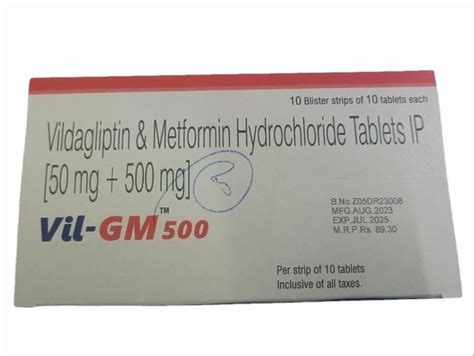 10 Blister strips of 10 tablets each
Vildagliptin & Metformin Hydrochloride Tablets IP
[50 mg + 500 mg]
Vil-GM™ 500
B.No Z05DR23008
MFG.AUG.2023
EXP.JUL.2025
M.R.P.Rs. 89.30
Per strip of 10 tablets
Inclusive of all taxes.